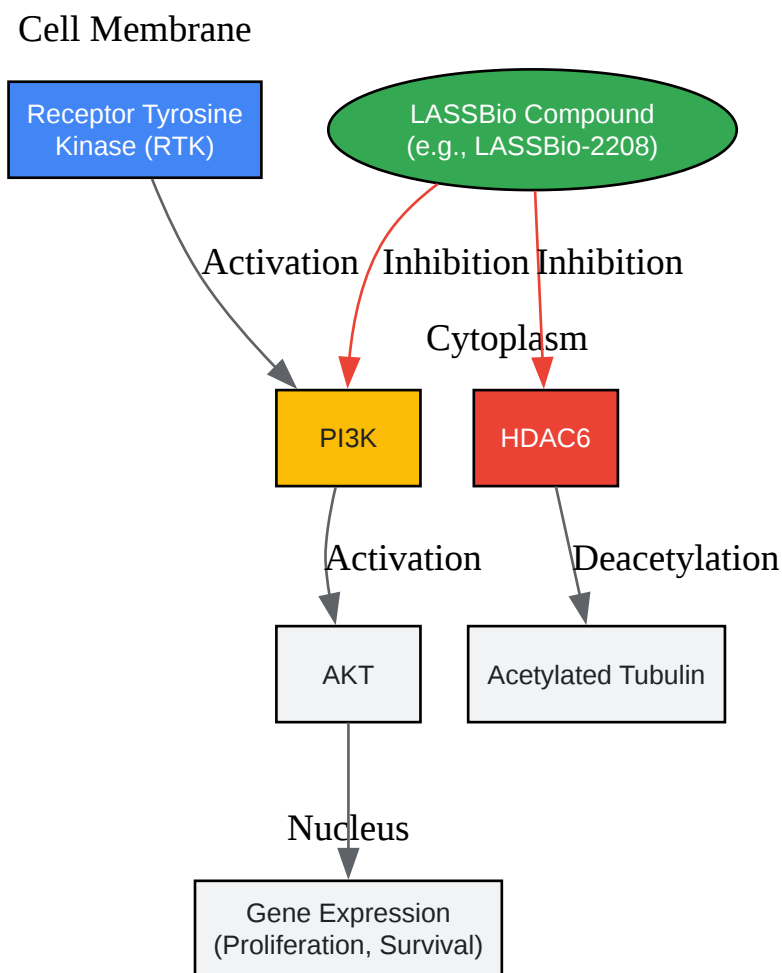 Cell Membrane
Receptor Tyrosine
Kinase (RTK)
LASSBio Compound
(e.g., LASSBio-2208)
Activation
Inhibition
Inhibition
Cytoplasm
PI3K
HDAC6
Activation
Deacetylation
AKT
Acetylated Tubulin
Nucleus
Gene Expression
(Proliferation, Survival)